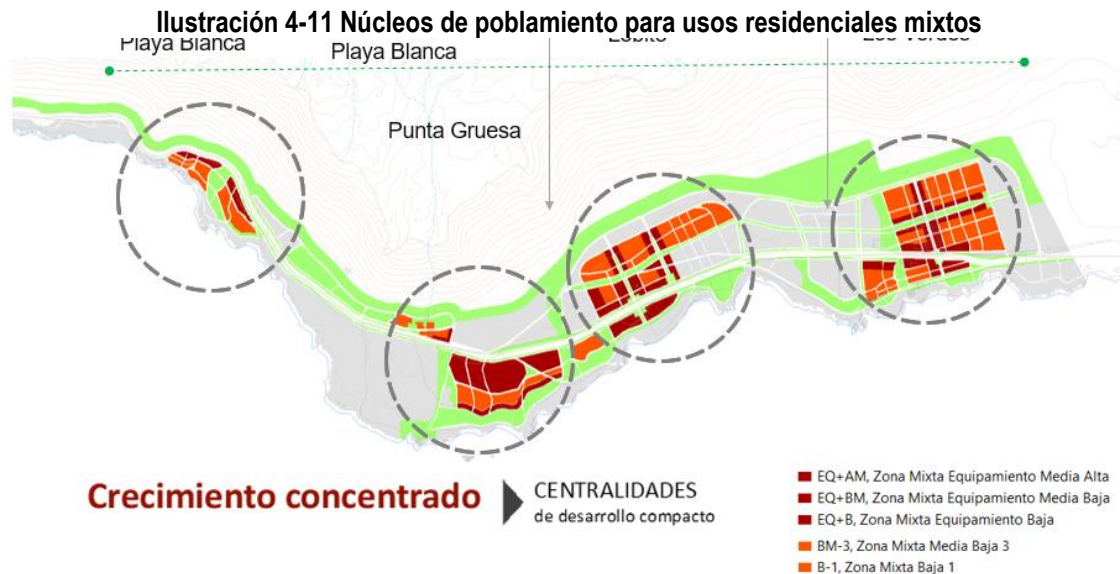 Ilustración 4-11 Núcleos de poblamiento para usos residenciales mixtos
Playa Blanca
Playa Blanca
Punta Gruesa
Crecimiento concentrado
CENTRALIDADES
de desarrollo compacto
EQ+AM, Zona Mixta Equipamiento Media Alta
EQ+BM, Zona Mixta Equipamiento Media Baja
EQ+B, Zona Mixta Equipamiento Baja
BM-3, Zona Mixta Media Baja 3
B-1, Zona Mixta Baja 1